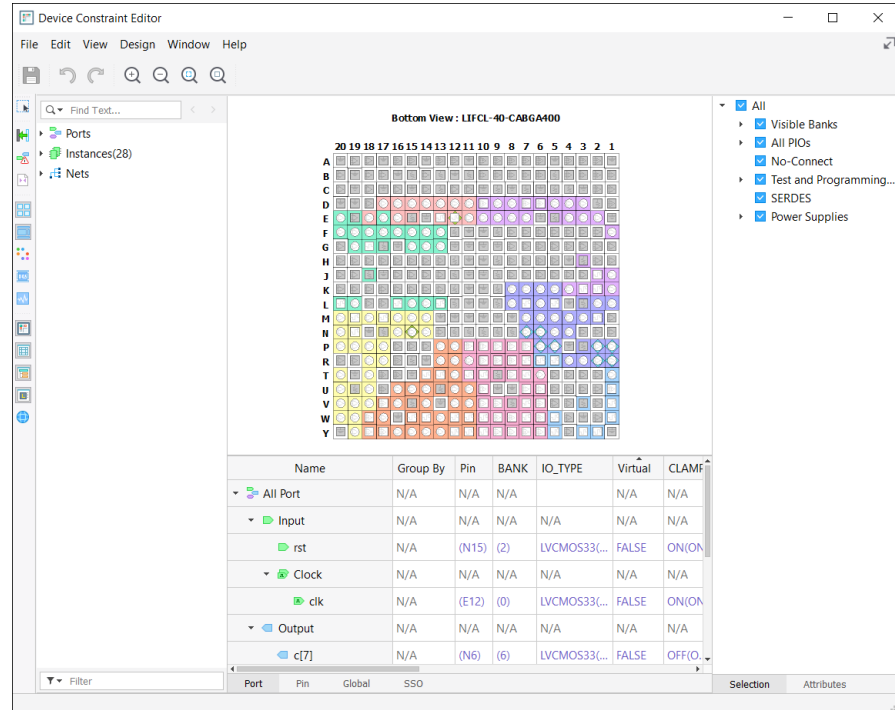 Device Constraint Editor
File Edit View Design Window Help
Find Text...
Ports
Instances(28)
Nets
Filter
Bottom View : LIFCL-40-CABGA400
20 19 18 17 16 15 14 13 12 11 10 9 8 7 6 5 4 3 2 1
A
B
C
D
E
F
G
H
J
K
L
M
N
P
R
T
U
V
W
Y
Name Group By Pin BANK IO_TYPE Virtual CLAMP
All Port N/A N/A N/A N/A N/A
Input N/A N/A N/A N/A N/A N/A
rst N/A (N15) (2) LVCMOS33(... FALSE ON(ON
Clock N/A N/A N/A N/A N/A N/A
clk N/A (E12) (0) LVCMOS33(... FALSE ON(ON
Output N/A N/A N/A N/A N/A N/A
c[7] N/A (N6) (6) LVCMOS33(... FALSE OFF(O...
Port Pin Global SSO
All
Visible Banks
All PIOs
No-Connect
Test and Programming...
SERDES
Power Supplies
Selection Attributes